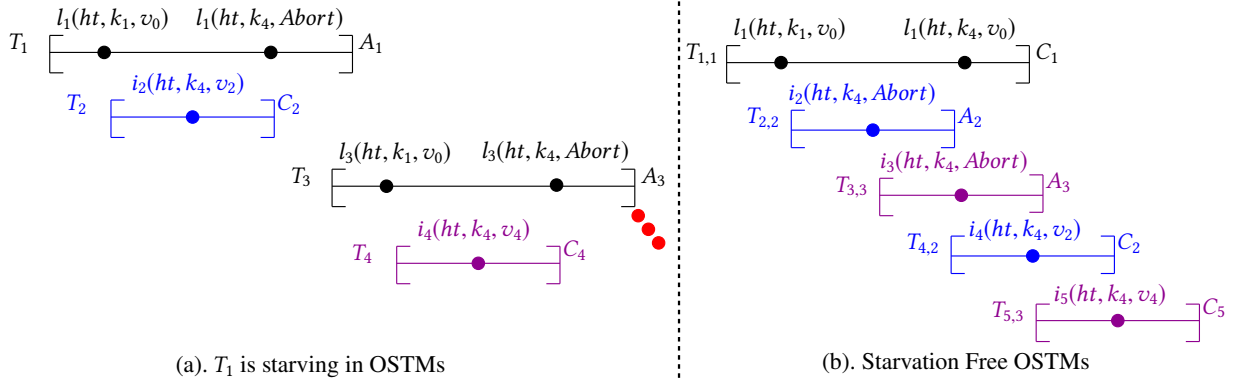 l₁(ht, k₁, v₀) l₁(ht, k₄, Abort)
T₁ A₁
i₂(ht, k₄, v₂)
T₂ C₂
l₃(ht, k₁, v₀) l₃(ht, k₄, Abort)
T₃ A₃
i₄(ht, k₄, v₄)
T₄ C₄
(a). T₁ is starving in OSTMs
l₁(ht, k₁, v₀) l₁(ht, k₄, v₀)
T₁,₁ C₁
i₂(ht, k₄, Abort)
T₂,₂ A₂
i₃(ht, k₄, Abort)
T₃,₃ A₃
i₄(ht, k₄, v₂)
T₄,₂ C₂
i₅(ht, k₄, v₄)
T₅,₃ C₅
(b). Starvation Free OSTMs